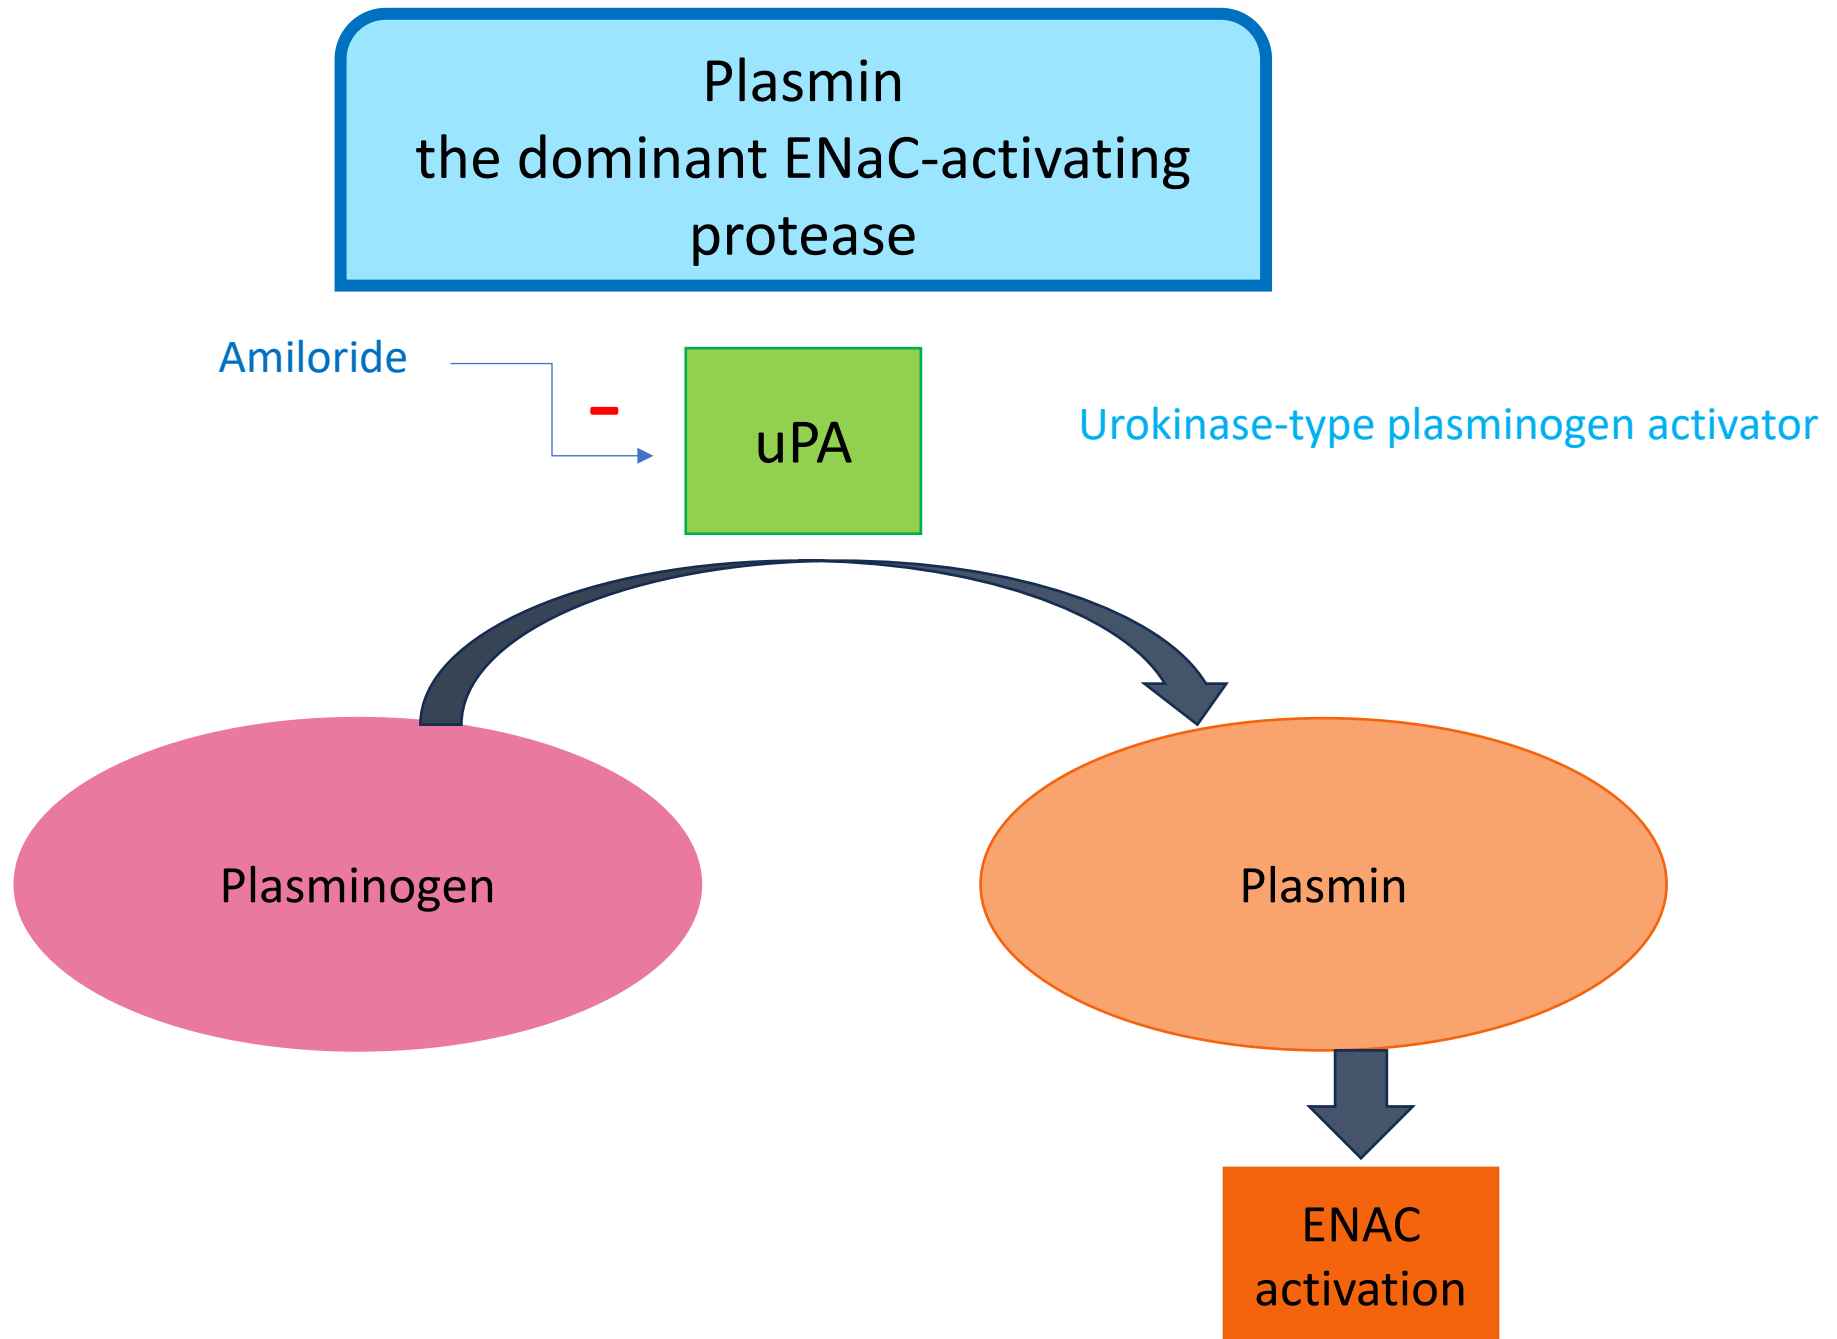 Plasmin
the dominant ENaC-activating
protease
Amiloride
-
uPA
Urokinase-type plasminogen activator
Plasminogen
Plasmin
ENAC
activation